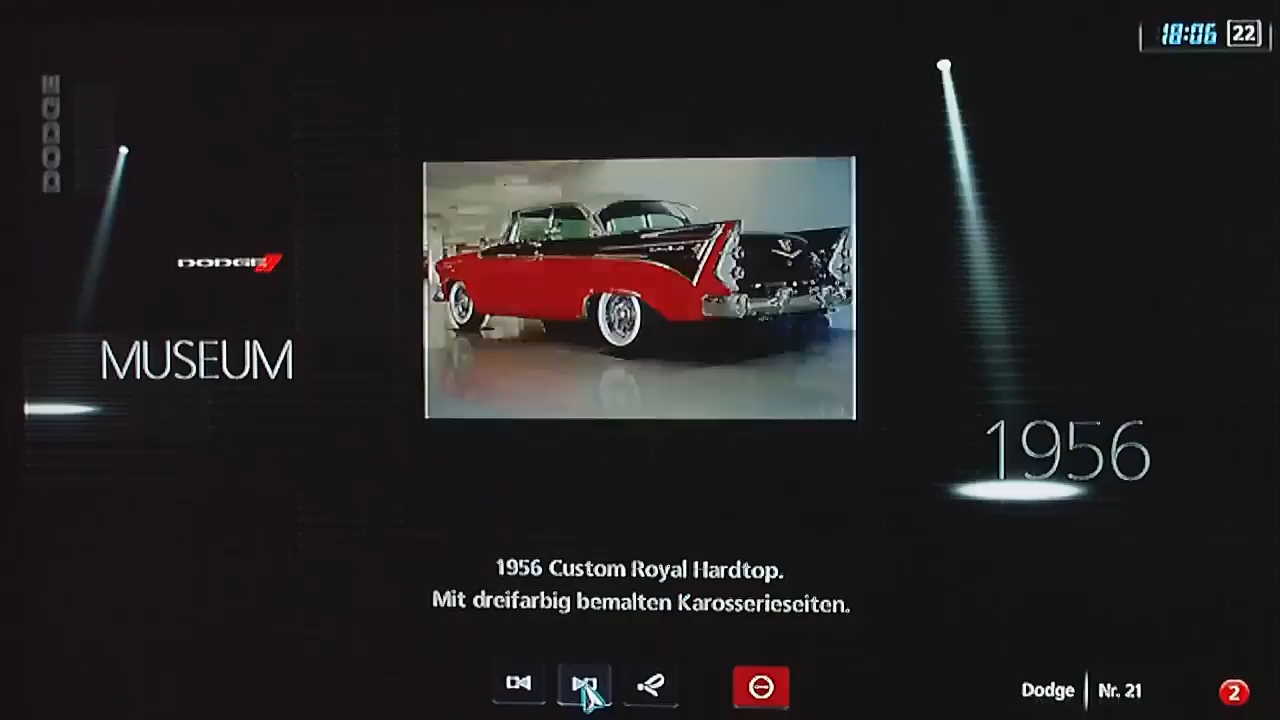 18:06 22
DODGE
DODGE
MUSEUM
1956
1956 Custom Royal Hardtop.
Mit dreifarbig bemalten Karosserieseiten.
Dodge Nr. 21
2